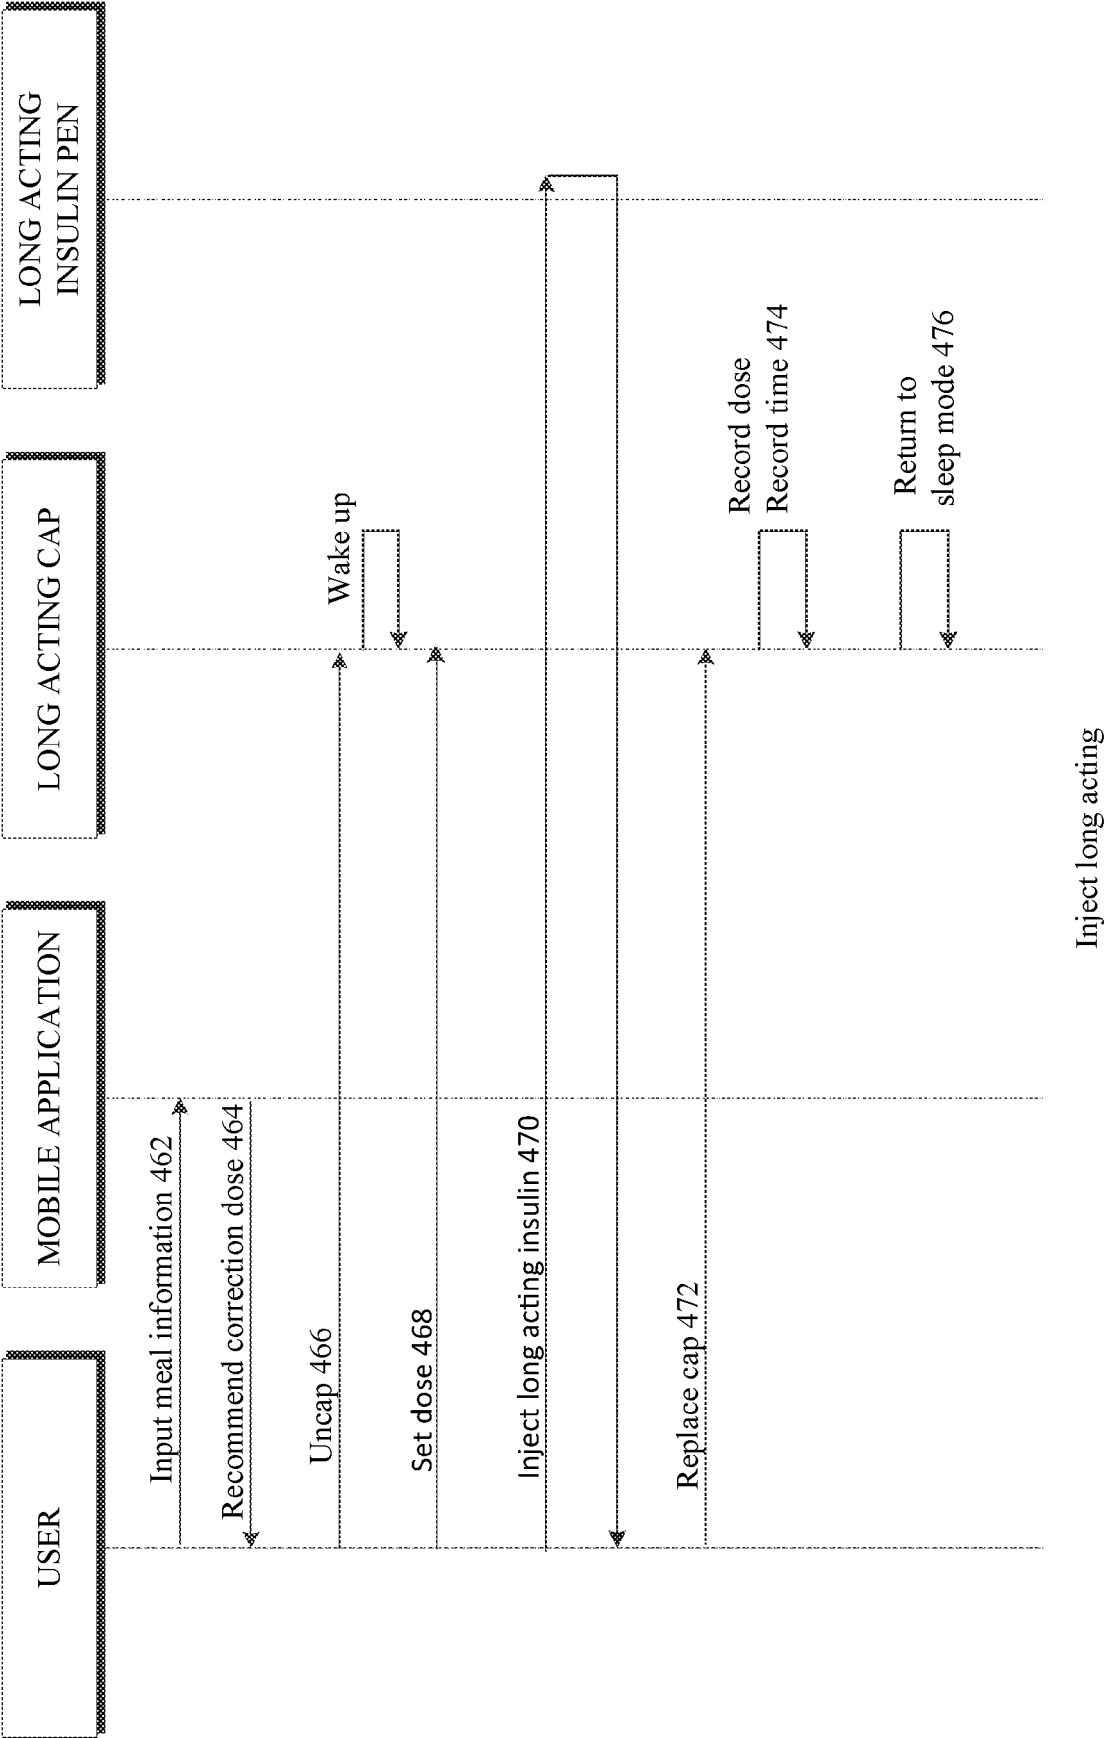 USER
MOBILE APPLICATION
LONG ACTING CAP
LONG ACTING
INSULIN PEN
Input meal information 462
Recommend correction dose 464
Uncap 466
Wake up
Set dose 468
Inject long acting insulin 470
Replace cap 472
Record dose
Record time 474
Return to
sleep mode 476
Inject long acting